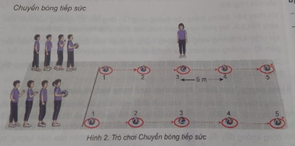 Chuyển bóng tiếp sức
1 2 3 5 m 4 5
1 2 3 4 5
Hình 2. Trò chơi Chuyền bóng tiếp sức